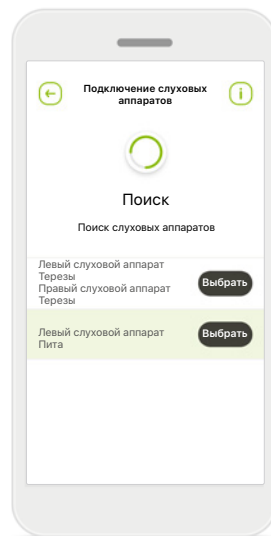 Подключение слуховых
аппаратов
Поиск
Поиск слуховых аппаратов
Левый слуховой аппарат
Терезы
Правый слуховой аппарат
Терезы
Выбрать
Левый слуховой аппарат
Пита
Выбрать